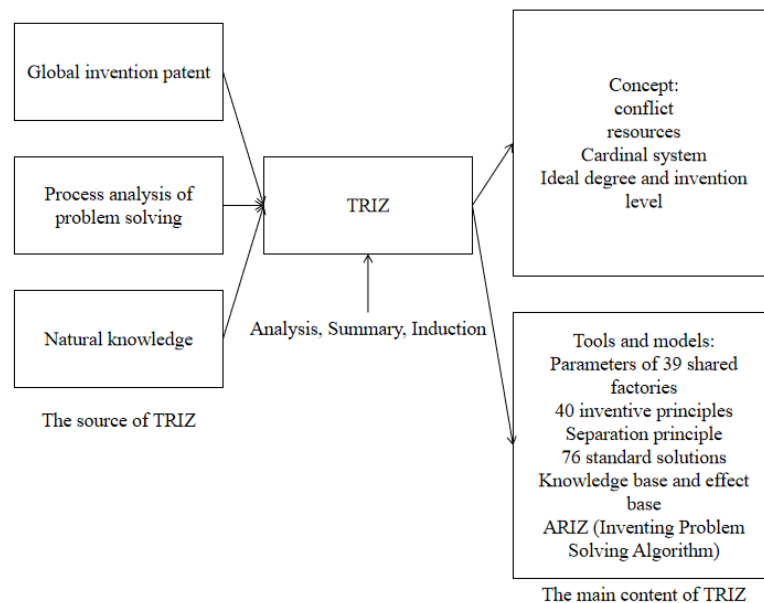 Global invention patent
Process analysis of
problem solving
Natural knowledge
The source of TRIZ
TRIZ
Analysis, Summary, Induction
Concept:
conflict
resources
Cardinal system
Ideal degree and invention
level
Tools and models:
Parameters of 39 shared
factories
40 inventive principles
Separation principle
76 standard solutions
Knowledge base and effect
base
ARIZ (Inventing Problem
Solving Algorithm)
The main content of TRIZ